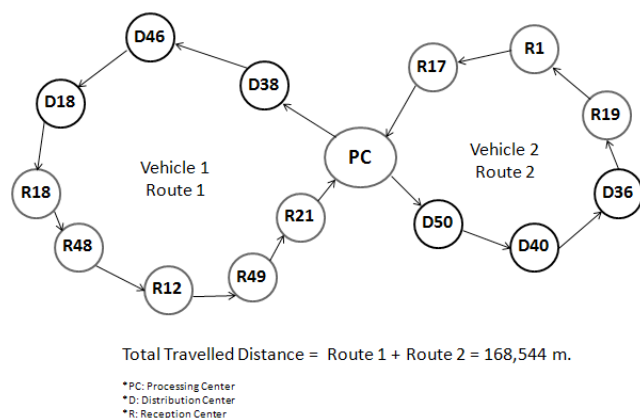 D46
R1
R17
D38
D18
R19
PC
Vehicle 1
Route 1
Vehicle 2
Route 2
R18
D36
R21
D50
R48
D40
R49
R12
Total Travelled Distance = Route 1 + Route 2 = 168,544 m.
*PC: Processing Center
*D: Distribution Center
*R: Reception Center